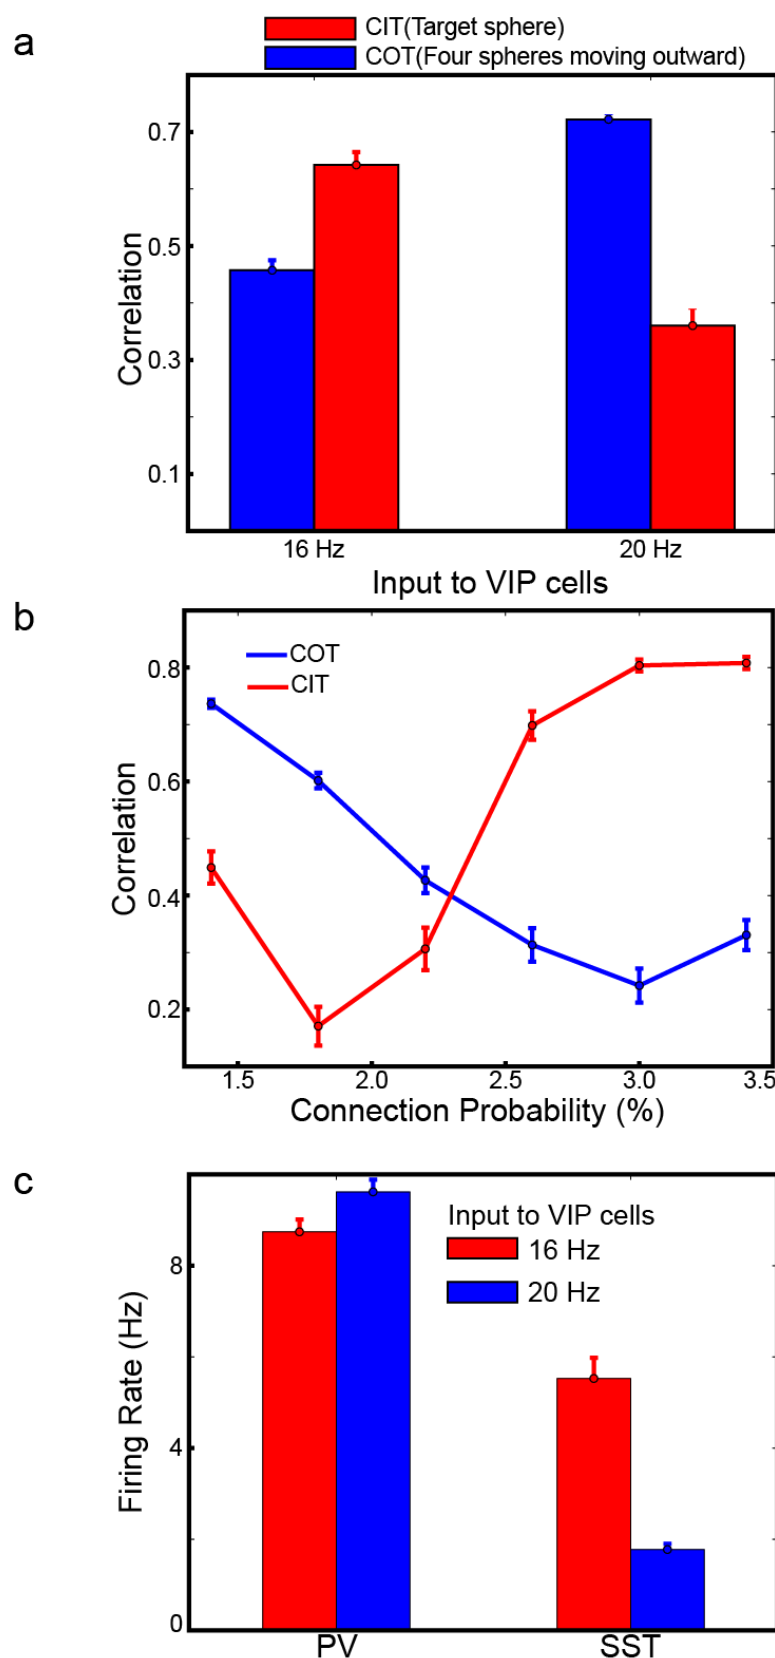 a
CIT(Target sphere)
COT(Four spheres moving outward)
0.7
0.5
0.3
0.1
Correlation
16 Hz
20 Hz
Input to VIP cells
b
COT
CIT
0.8
0.6
0.4
0.2
Correlation
1.5
2.0
2.5
3.0
3.5
Connection Probability (%)
c
Input to VIP cells
16 Hz
20 Hz
8
4
0
Firing Rate (Hz)
PV
SST